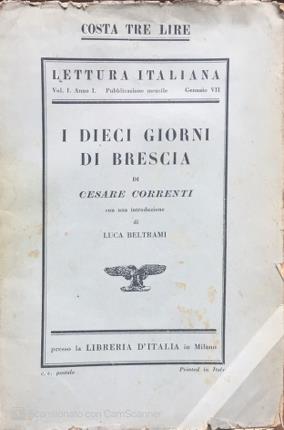 COSTA TRE LIRE
LETTURA ITALIANA
Vol. I. Anno I. Pubblicazione mensile Gennaio VII
I DIECI GIORNI
DI BRESCIA
DI
CESARE CORRENTI
con una introduzione
di
LUCA BELTRAMI
presso la LIBRERIA D'ITALIA in Milano
c. c. postale Printed in Italy
Scansionato con CamScanner